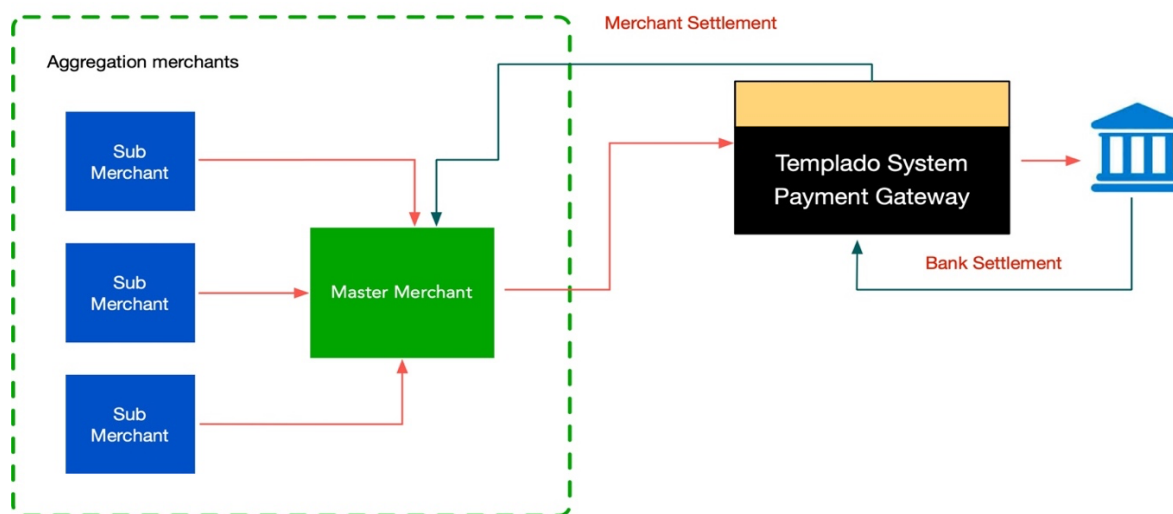 Merchant Settlement
Aggregation merchants
Sub
Merchant
Templado System
Payment Gateway
Sub
Merchant
Master Merchant
Bank Settlement
Sub
Merchant